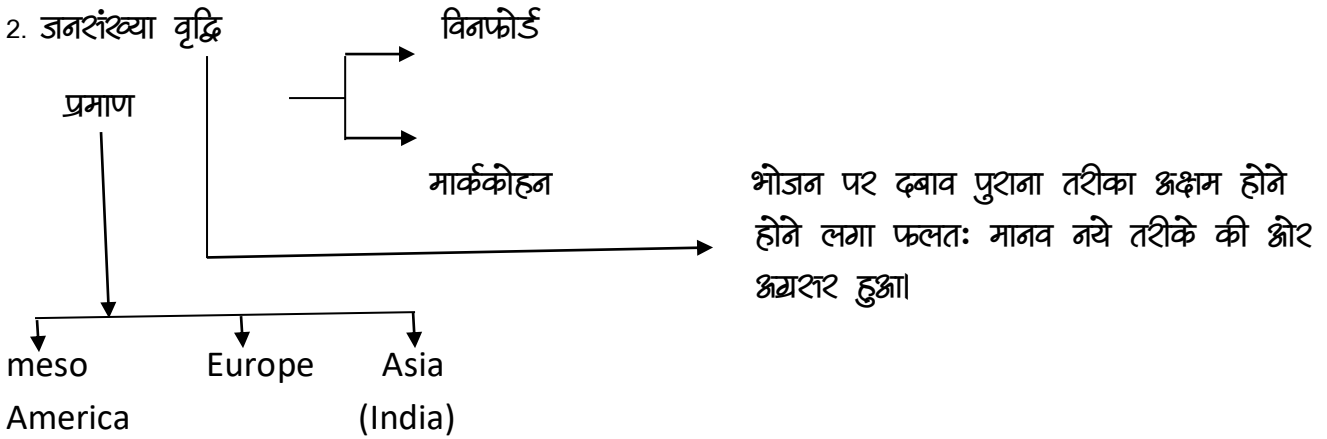 2. जनसंख्या वृद्धि
विनफोर्ड
प्रमाण
मार्ककोहन
भोजन पर दबाव पुराना तरीका अक्षम होने
होने लगा फलतः मानव नये तरीके की ओर
अग्रसर हुआ।
meso
America
Europe
Asia
(India)